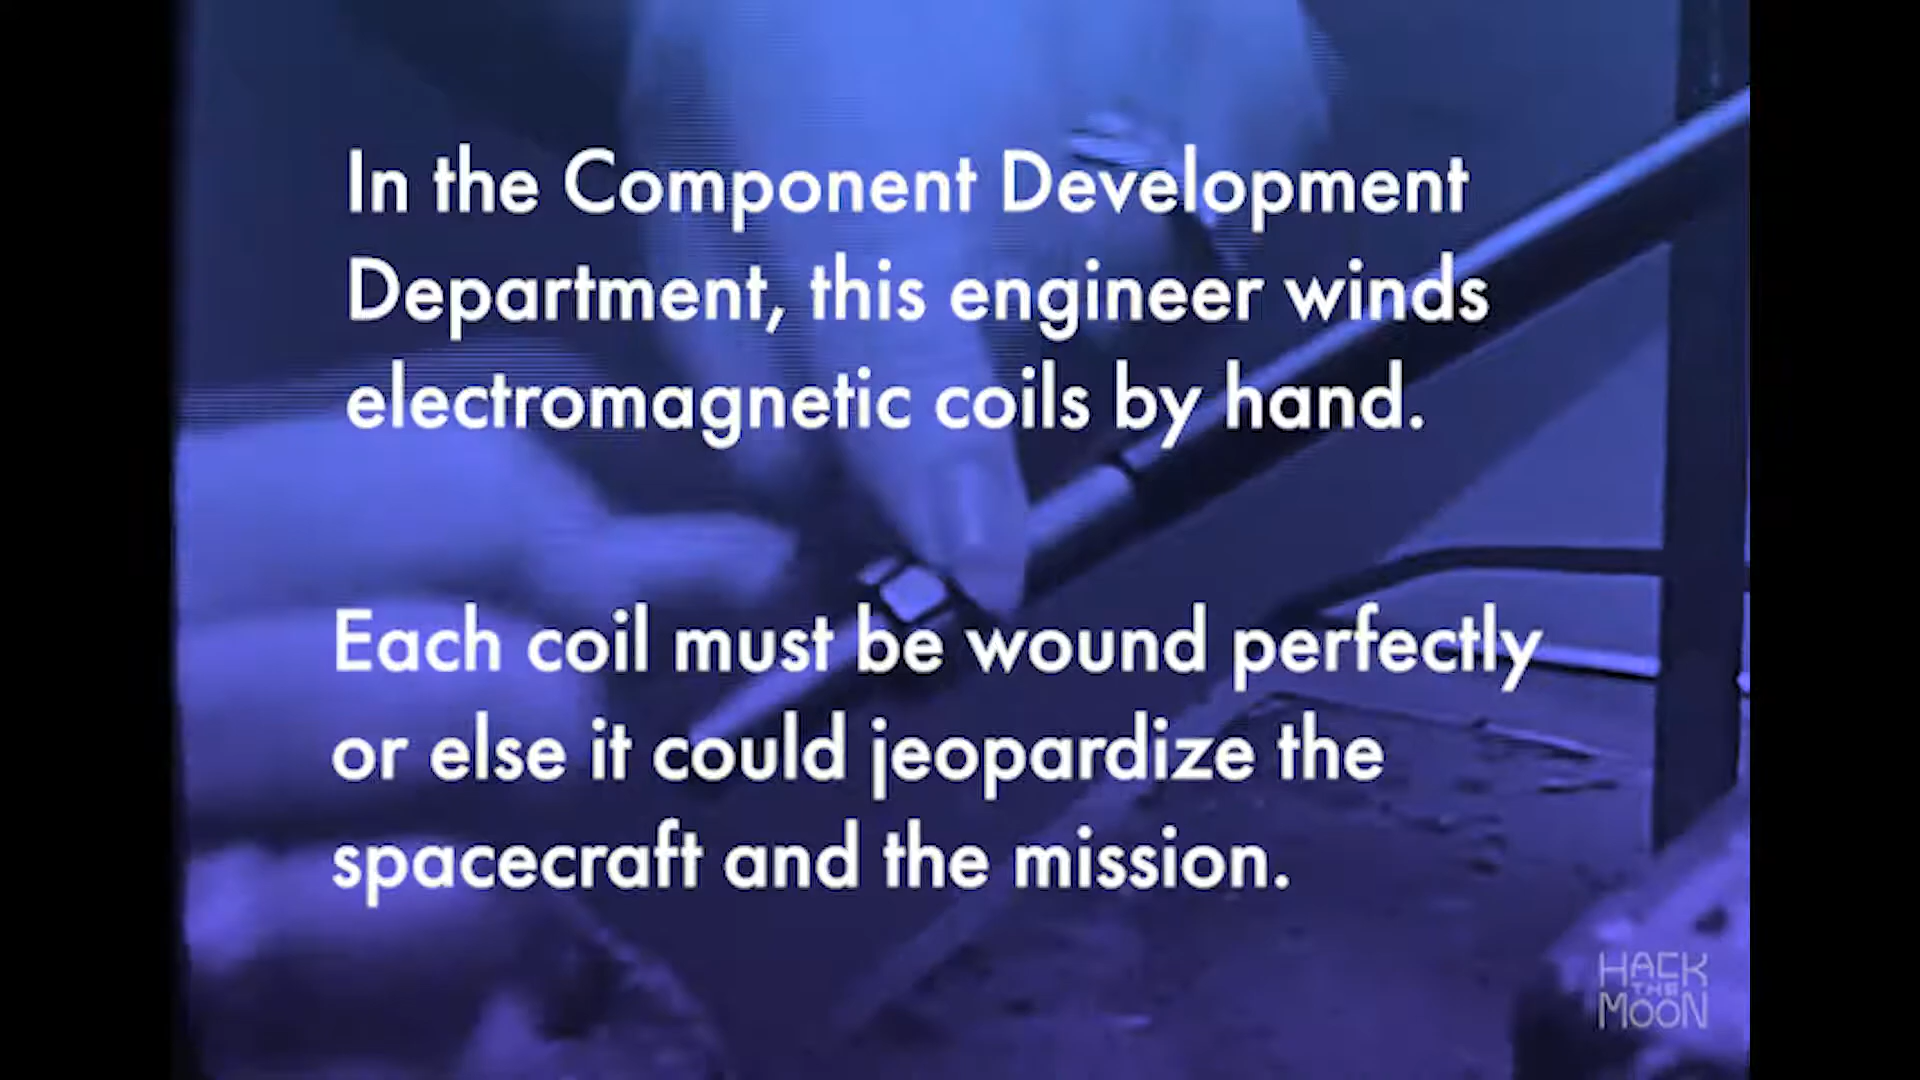 In the Component Development
Department, this engineer winds
electromagnetic coils by hand.
Each coil must be wound perfectly
or else it could jeopardize the
spacecraft and the mission.
HACK
THE
MOON